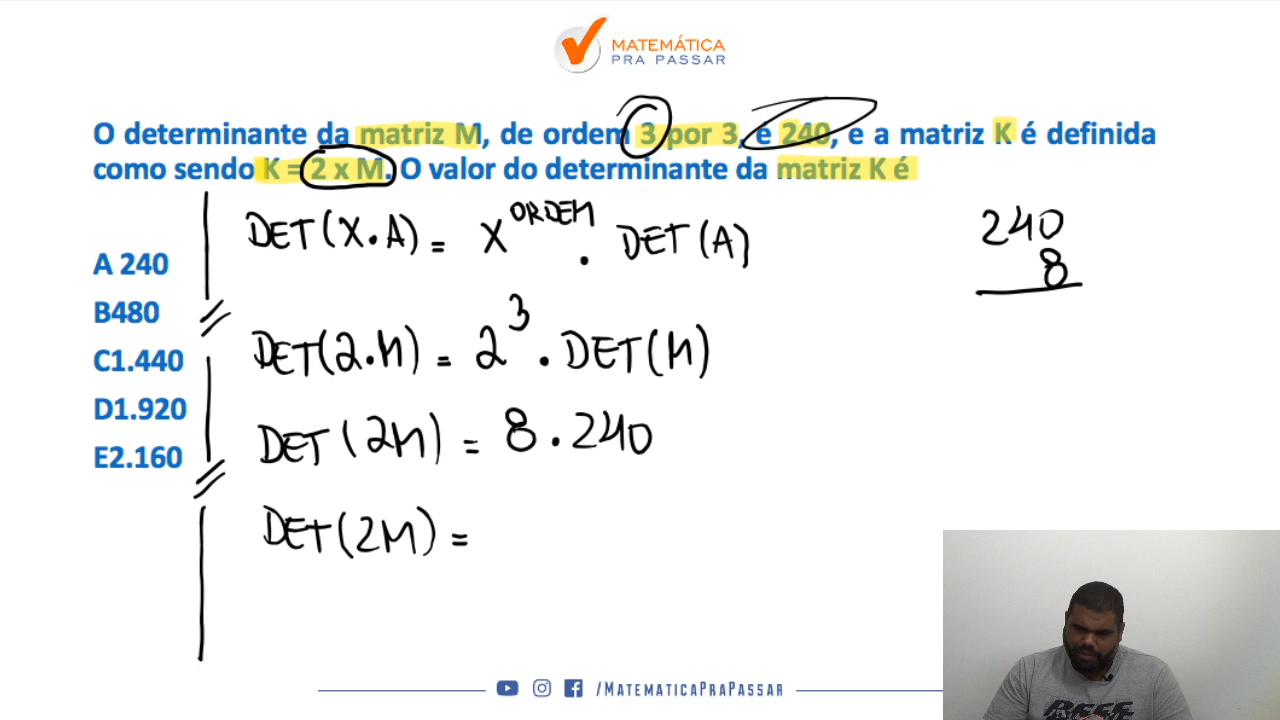 MATEMÁTICA
PRA PASSAR
O determinante da matriz M, de ordem 3 por 3, é 240, e a matriz K é definida
como sendo K = 2 x M. O valor do determinante da matriz K é
DET(X.A) = X^ORDEM . DET(A)
240
8
A 240
B480
DET(2.M) = 2^3 . DET(M)
C1.440
D1.920
DET(2M) = 8.240
E2.160
DET(2M) =
/MatematicaPraPassar